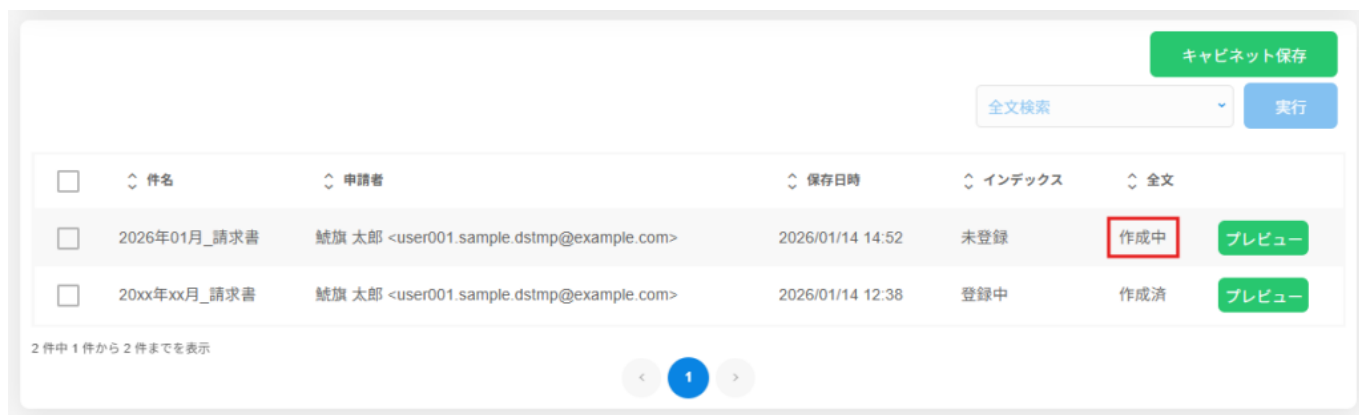 キャビネット保存
全文検索 実行
件名 申請者 保存日時 インデックス 全文
2026年01月_請求書 鯱旗 太郎 <user001.sample.dstmp@example.com> 2026/01/14 14:52 未登録 作成中 プレビュー
20xx年xx月_請求書 鯱旗 太郎 <user001.sample.dstmp@example.com> 2026/01/14 12:38 登録中 作成済 プレビュー
2 件中 1 件から 2 件までを表示
‹ 1 ›